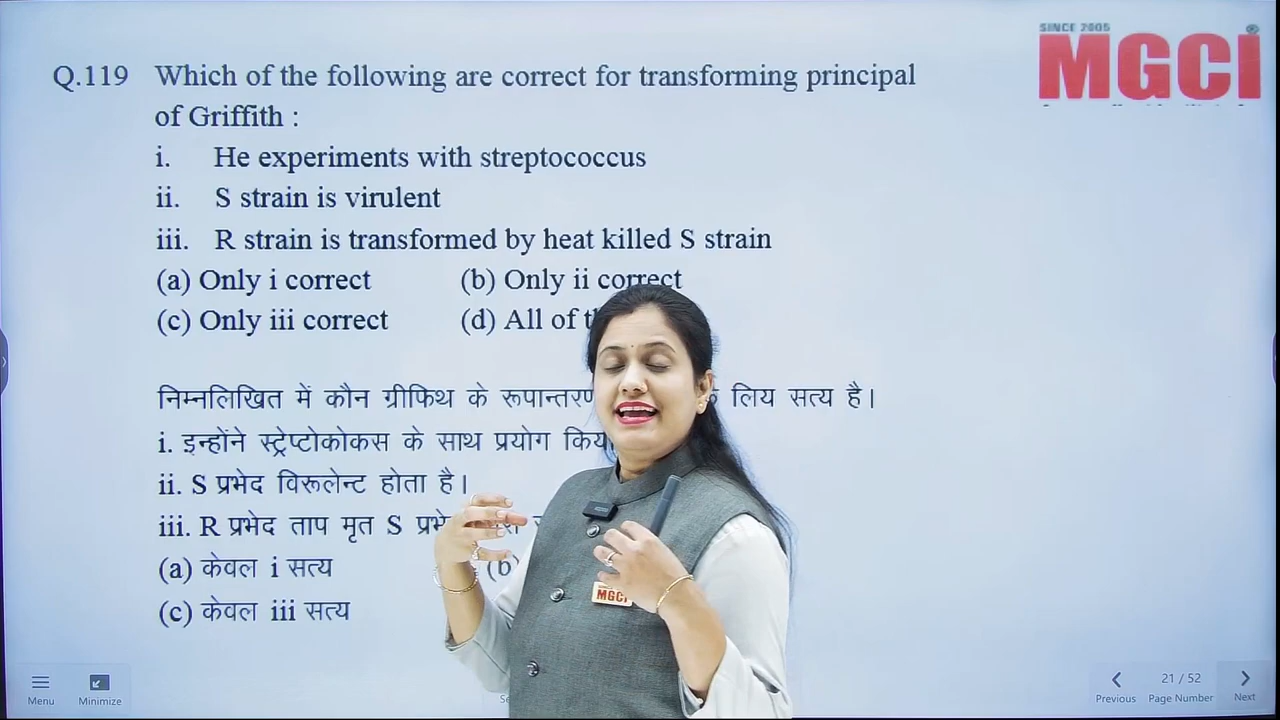 SINCE 2005
MGCI
Q.119 Which of the following are correct for transforming principal
of Griffith :
i. He experiments with streptococcus
ii. S strain is virulent
iii. R strain is transformed by heat killed S strain
(a) Only i correct (b) Only ii correct
(c) Only iii correct (d) All of
निम्नलिखित में कौन ग्रीफिथ के लिय सत्य है।
i. इन्होंने स्ट्रेप्टोकोकस के साथ प्रयोग
ii. S प्रभेद विरूलेन्ट होता है।
iii. R प्रभेद ताप मृत S
(a) केवल i सत्य (b)
(c) केवल iii सत्य
MGCI
Menu Minimize
21 / 52
Previous Page Number Next